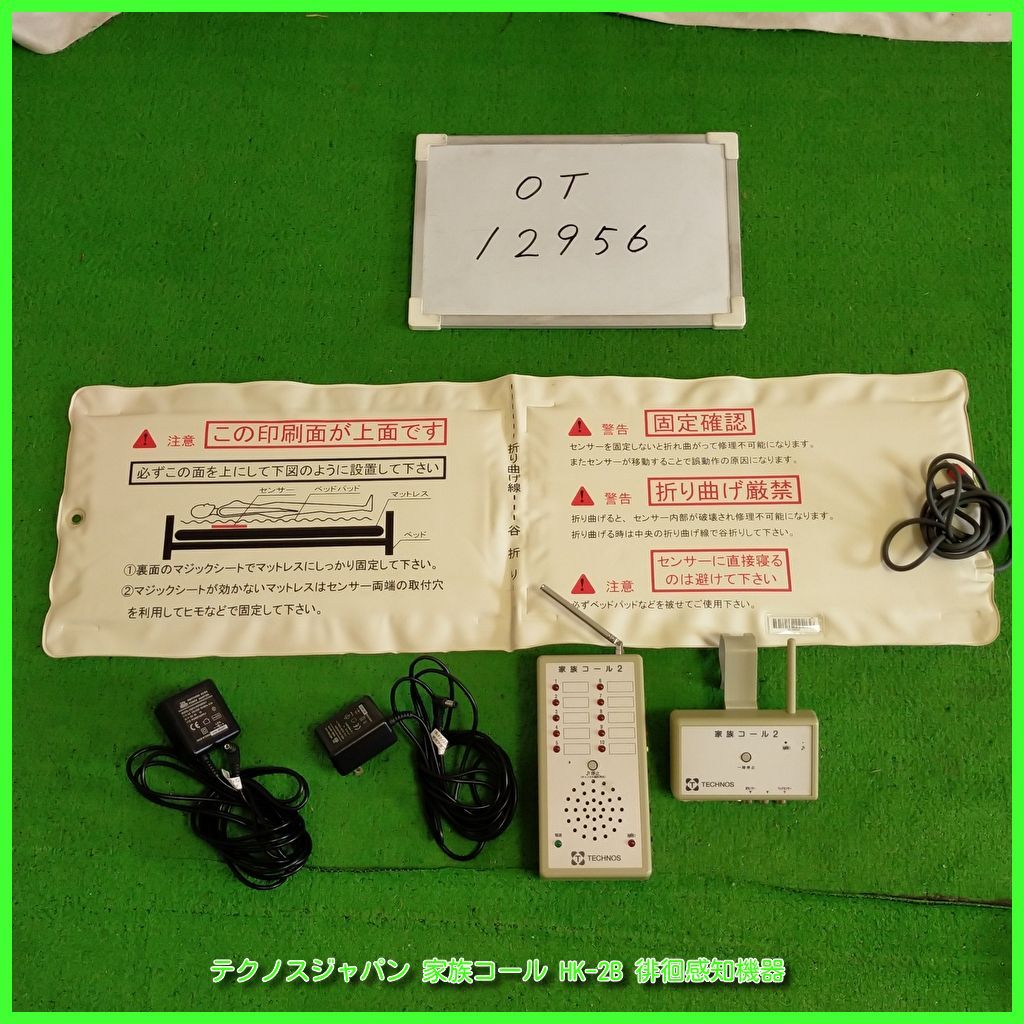 OT
12956
注意 この印刷面が上面です
必ずこの面を上にして下図のように設置して下さい
センサー ベッドパッド マットレス
ベッド
①裏面のマジックシートでマットレスにしっかり固定して下さい。
②マジックシートが効かないマットレスはセンサー両端の取付穴
を利用してヒモなどで固定して下さい。
折り曲げ線 谷折り
警告 固定確認
センサーを固定しないと折れ曲がって修理不可能になります。
またセンサーが移動することで誤動作の原因になります。
警告 折り曲げ厳禁
折り曲げると、センサー内部が破壊され修理不可能になります。
折り曲げる時は中央の折り曲げ線で谷折りして下さい。
注意 センサーに直接寝る
のは避けて下さい
必ずベッドパッドなどを被せてご使用下さい。
家族コール2
1 6
2 7
3 8
4 9
5 10
TECHNOS
家族コール2
一時停止
TECHNOS
テクノスジャパン 家族コール HK-2B 徘徊感知機器